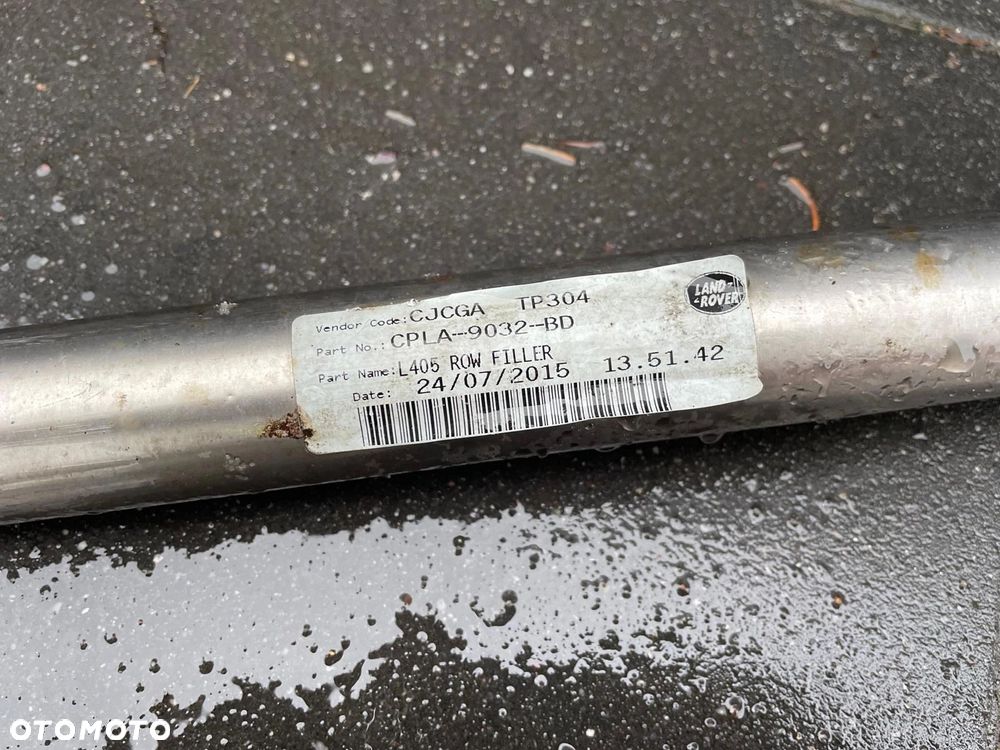 LAND-
ROVER
Vendor Code: CJCGA TP304
Part No.: CPLA--9032--BD
Part Name: L405 ROW FILLER_
Date: 24/07/2015 13.51.42
OTOMOTO